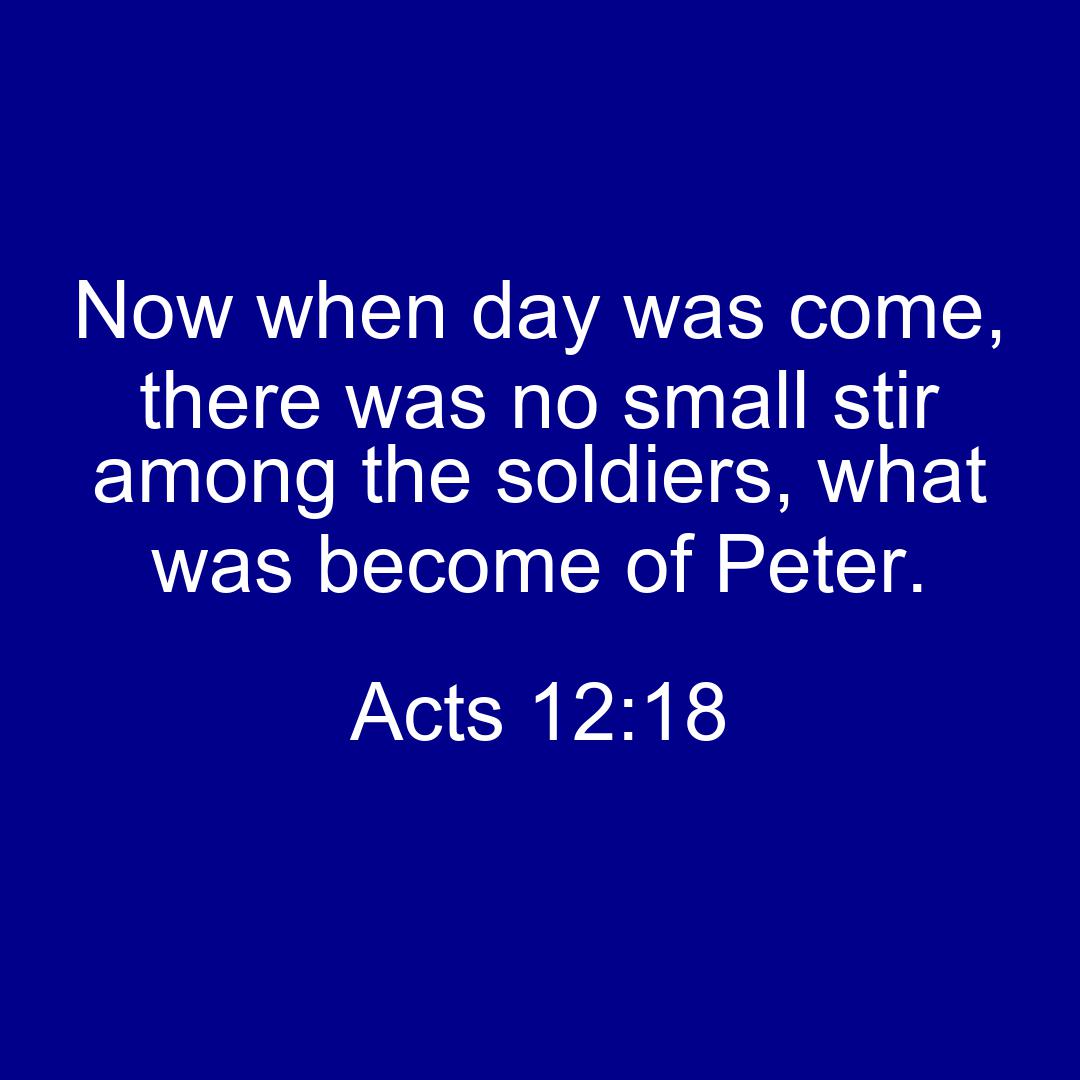 Now when day was come,
there was no small stir
among the soldiers, what
was become of Peter.
Acts 12:18